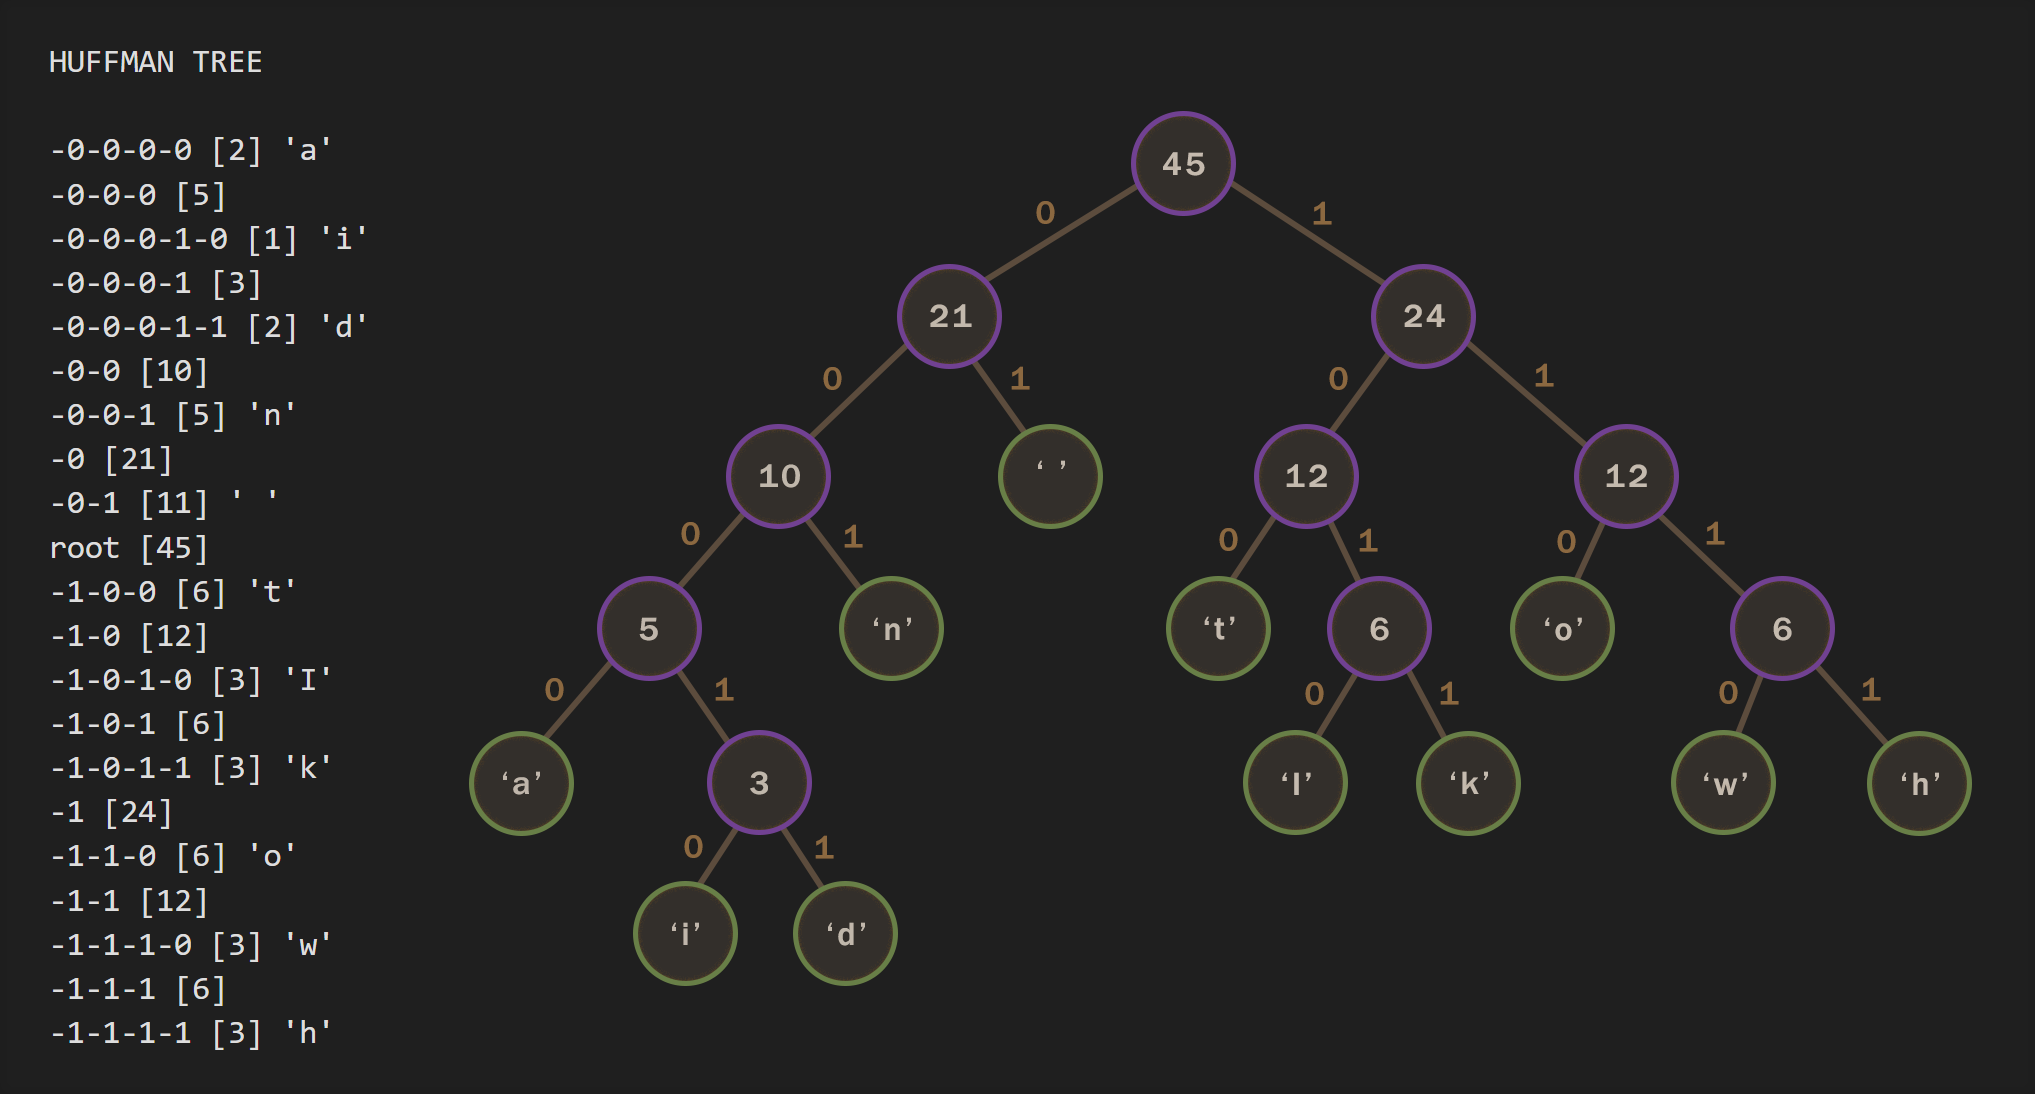 HUFFMAN TREE
-0-0-0-0 [2] 'a'
-0-0-0 [5]
-0-0-0-1-0 [1] 'i'
-0-0-0-1 [3]
-0-0-0-1-1 [2] 'd'
-0-0 [10]
-0-0-1 [5] 'n'
-0 [21]
-0-1 [11] ' '
root [45]
-1-0-0 [6] 't'
-1-0 [12]
-1-0-1-0 [3] 'I'
-1-0-1 [6]
-1-0-1-1 [3] 'k'
-1 [24]
-1-1-0 [6] 'o'
-1-1 [12]
-1-1-1-0 [3] 'w'
-1-1-1 [6]
-1-1-1-1 [3] 'h'
45
0 1
21 24
0 1 0 1
10 ‘ ’ 12 12
0 1 0 1 0 1
5 ‘n’ ‘t’ 6 ‘o’ 6
0 1 0 1 0 1
‘a’ 3 ‘I’ ‘k’ ‘w’ ‘h’
0 1
‘i’ ‘d’